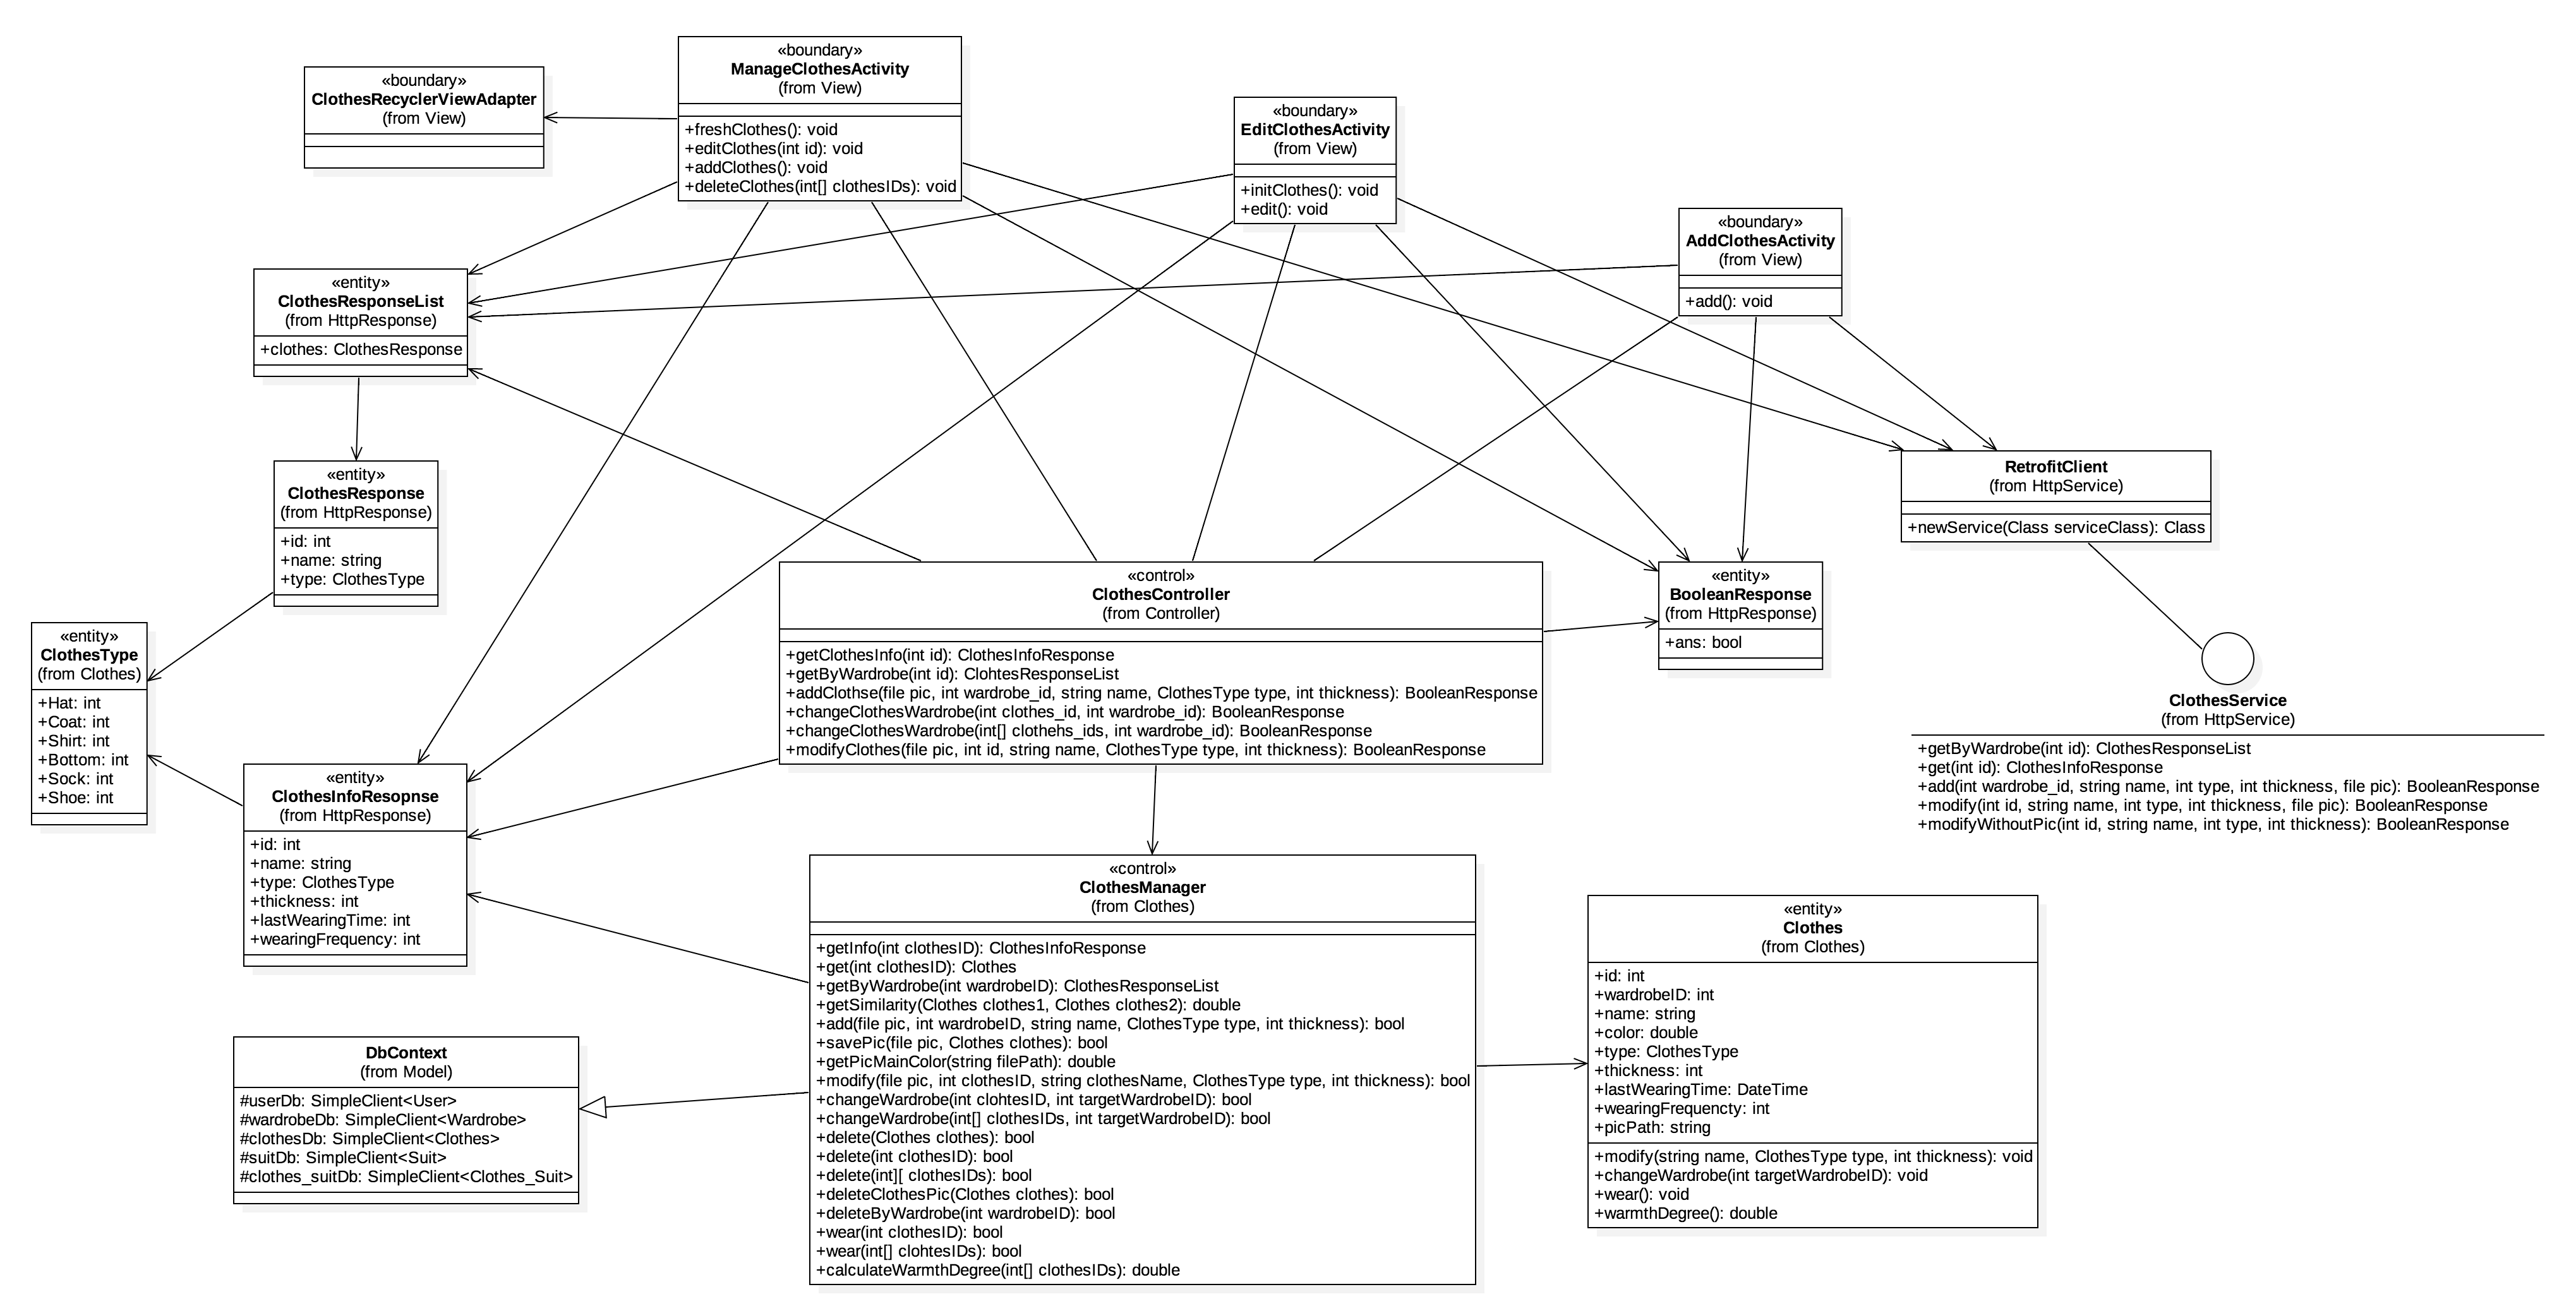 «boundary»
ClothesRecyclerViewAdapter
(from View)
«boundary»
ManageClothesActivity
(from View)
+freshClothes(): void
+editClothes(int id): void
+addClothes(): void
+deleteClothes(int[] clothesIDs): void
«boundary»
EditClothesActivity
(from View)
+initClothes(): void
+edit(): void
«boundary»
AddClothesActivity
(from View)
+add(): void
«entity»
ClothesResponseList
(from HttpResponse)
+clothes: ClothesResponse
«entity»
ClothesResponse
(from HttpResponse)
+id: int
+name: string
+type: ClothesType
RetrofitClient
(from HttpService)
+newService(Class serviceClass): Class
«entity»
ClothesType
(from Clothes)
+Hat: int
+Coat: int
+Shirt: int
+Bottom: int
+Sock: int
+Shoe: int
«control»
ClothesController
(from Controller)
+getClothesInfo(int id): ClothesInfoResponse
+getByWardrobe(int id): ClohtesResponseList
+addClothse(file pic, int wardrobe_id, string name, ClothesType type, int thickness): BooleanResponse
+changeClothesWardrobe(int clothes_id, int wardrobe_id): BooleanResponse
+changeClothesWardrobe(int[] clothehs_ids, int wardrobe_id): BooleanResponse
+modifyClothes(file pic, int id, string name, ClothesType type, int thickness): BooleanResponse
«entity»
BooleanResponse
(from HttpResponse)
+ans: bool
ClothesService
(from HttpService)
+getByWardrobe(int id): ClothesResponseList
+get(int id): ClothesInfoResponse
+add(int wardrobe_id, string name, int type, int thickness, file pic): BooleanResponse
+modify(int id, string name, int type, int thickness, file pic): BooleanResponse
+modifyWithoutPic(int id, string name, int type, int thickness): BooleanResponse
«entity»
ClothesInfoResopnse
(from HttpResponse)
+id: int
+name: string
+type: ClothesType
+thickness: int
+lastWearingTime: int
+wearingFrequency: int
«control»
ClothesManager
(from Clothes)
+getInfo(int clothesID): ClothesInfoResponse
+get(int clothesID): Clothes
+getByWardrobe(int wardrobeID): ClothesResponseList
+getSimilarity(Clothes clothes1, Clothes clothes2): double
+add(file pic, int wardrobeID, string name, ClothesType type, int thickness): bool
+savePic(file pic, Clothes clothes): bool
+getPicMainColor(string filePath): double
+modify(file pic, int clothesID, string clothesName, ClothesType type, int thickness): bool
+changeWardrobe(int clohtesID, int targetWardrobeID): bool
+changeWardrobe(int[] clothesIDs, int targetWardrobeID): bool
+delete(Clothes clothes): bool
+delete(int clothesID): bool
+delete(int][ clothesIDs): bool
+deleteClothesPic(Clothes clothes): bool
+deleteByWardrobe(int wardrobeID): bool
+wear(int clothesID): bool
+wear(int[] clohtesIDs): bool
+calculateWarmthDegree(int[] clothesIDs): double
«entity»
Clothes
(from Clothes)
+id: int
+wardrobeID: int
+name: string
+color: double
+type: ClothesType
+thickness: int
+lastWearingTime: DateTime
+wearingFrequencty: int
+picPath: string
+modify(string name, ClothesType type, int thickness): void
+changeWardrobe(int targetWardrobeID): void
+wear(): void
+warmthDegree(): double
DbContext
(from Model)
#userDb: SimpleClient<User>
#wardrobeDb: SimpleClient<Wardrobe>
#clothesDb: SimpleClient<Clothes>
#suitDb: SimpleClient<Suit>
#clothes_suitDb: SimpleClient<Clothes_Suit>